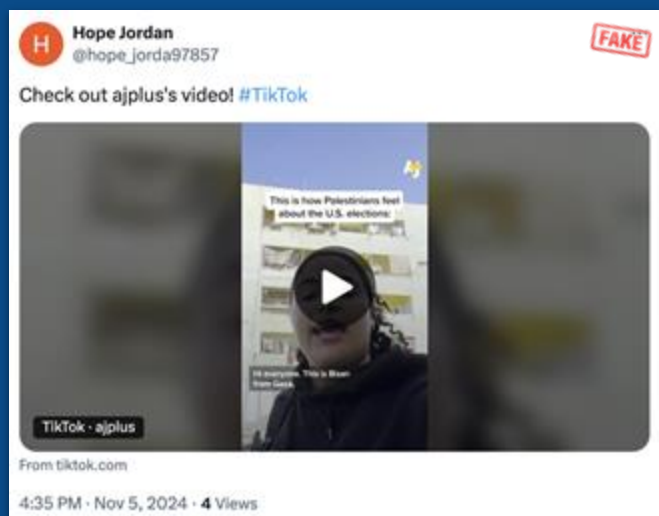 H
Hope Jordan
@hope_jorda97857
FAKE
Check out ajplus's video! #TikTok
Aj
This is how Palestinians feel
about the U.S. elections:
Hi everyone. This is Bisan
from Gaza.
TikTok · ajplus
From tiktok.com
4:35 PM · Nov 5, 2024 · 4 Views